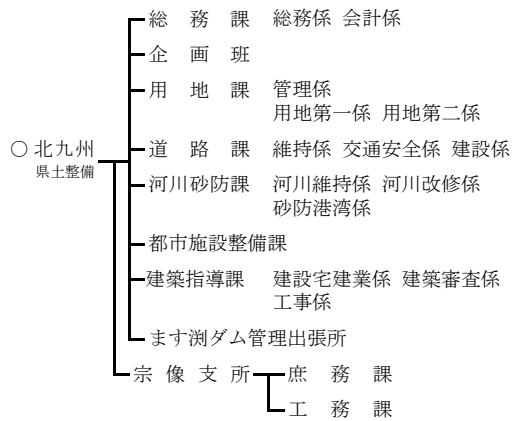 総務課 総務係 会計係
企画班
用地課 管理係
用地第一係 用地第二係
○北九州
県土整備
道路課 維持係 交通安全係 建設係
河川砂防課 河川維持係 河川改修係
砂防港湾係
都市施設整備課
建築指導課 建設宅建業係 建築審査係
工事係
ます渕ダム管理出張所
宗像支所 庶務課
工務課